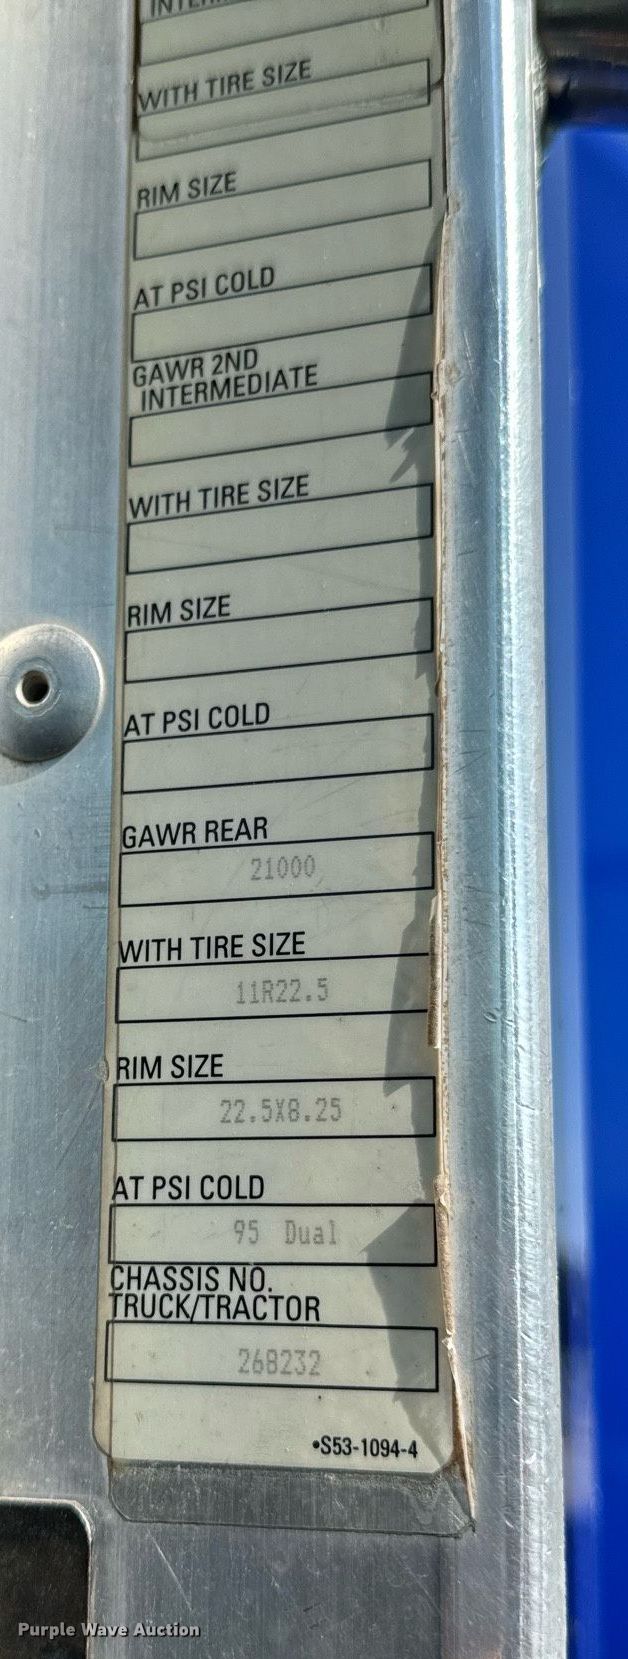 WITH TIRE SIZE
RIM SIZE
AT PSI COLD
GAWR 2ND
INTERMEDIATE
WITH TIRE SIZE
RIM SIZE
AT PSI COLD
GAWR REAR
21000
WITH TIRE SIZE
11R22.5
RIM SIZE
22.5X8.25
AT PSI COLD
95 Dual
CHASSIS NO.
TRUCK/TRACTOR
268232
•S53-1094-4
Purple Wave Auction